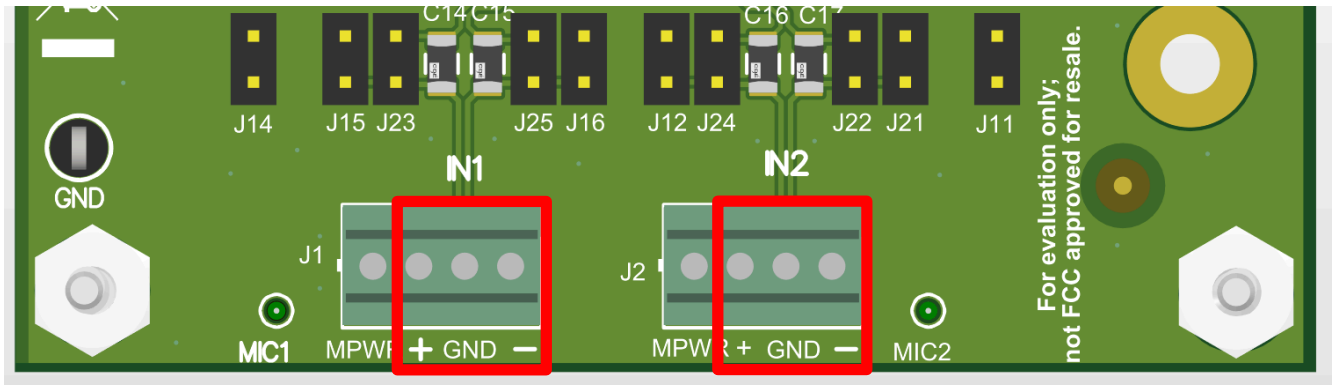 C14 C15
C16 C17
J14
J15 J23
J25 J16
J12 J24
J22 J21
J11
IN1
IN2
GND
J1
J2
MIC1
MPWR + GND −
MPWR + GND −
MIC2
For evaluation only;
not FCC approved for resale.